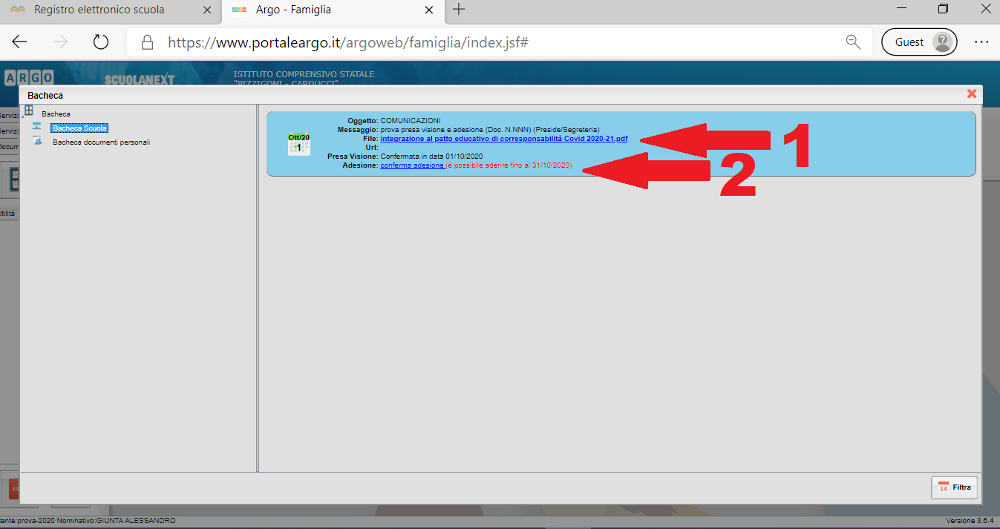 Registro elettronico scuola
Argo - Famiglia
https://www.portaleargo.it/argoweb/famiglia/index.jsf#
Guest
ARGO
SCUOLANEXT
ISTITUTO COMPRENSIVO STATALE
"PIZZIGONI - CARDUCCI"
Bacheca
Servizi
Servizi
Bacheca
Bacheca Scuola
Bacheca documenti personali
Ott/20
1
Oggetto: COMUNICAZIONI
Messaggio: prova presa visione e adesione (Doc. N.NNN) (Preside/Segreteria)
File: integrazione al patto educativo di corresponsabilità Covid 2020-21.pdf
Url:
Presa Visione: Confermata in data 01/10/2020
Adesione: conferma adesione (è possibile aderire fino al 31/10/2020)
1
2
Docum
Utilità
ES
14 Filtra
tente:prova-2020 Nominativo:GIUNTA ALESSANDRO
Versione 3.6.4